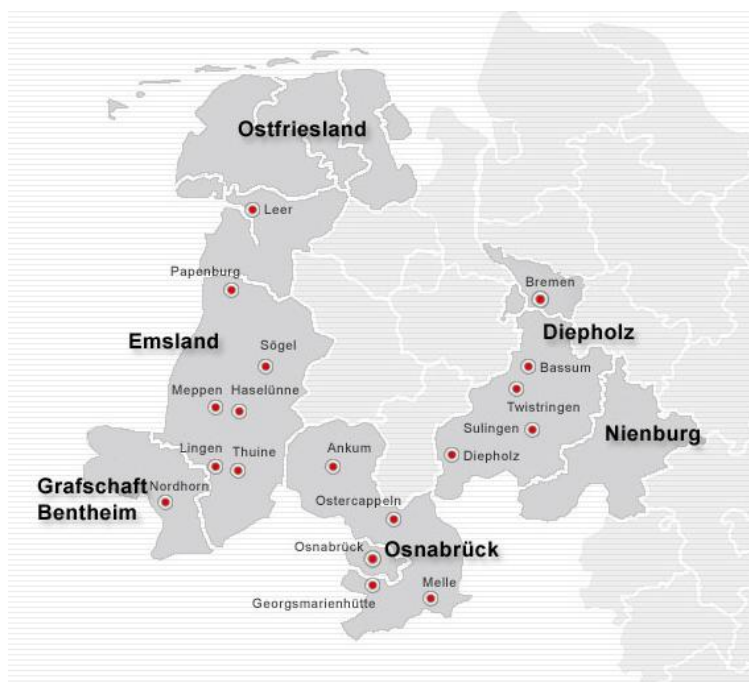 Ostfriesland
Leer
Papenburg
Bremen
Emsland
Diepholz
Sögel
Bassum
Meppen
Haselünne
Twistringen
Sulingen
Nienburg
Lingen
Thuine
Ankum
Diepholz
Grafschaft
Bentheim
Nordhorn
Ostercappeln
Osnabrück
Osnabrück
Melle
Georgsmarienhütte